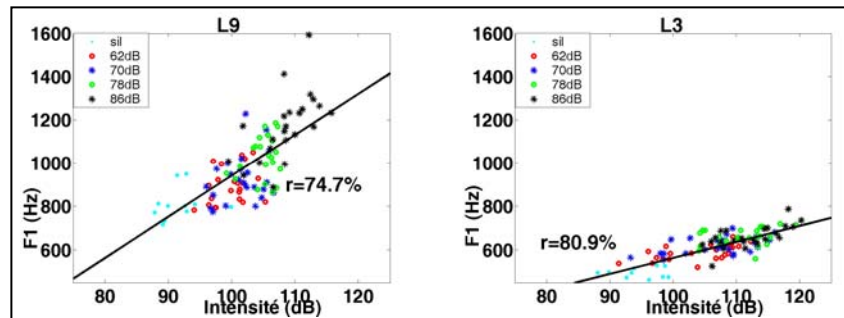 L9
1600
1400
1200
1000
800
600
F1 (Hz)
sil
62dB
70dB
78dB
86dB
r=74.7%
80 90 100 110 120
Intensité (dB)
L3
1600
1400
1200
1000
800
600
F1 (Hz)
sil
62dB
70dB
78dB
86dB
r=80.9%
80 90 100 110 120
Intensité (dB)